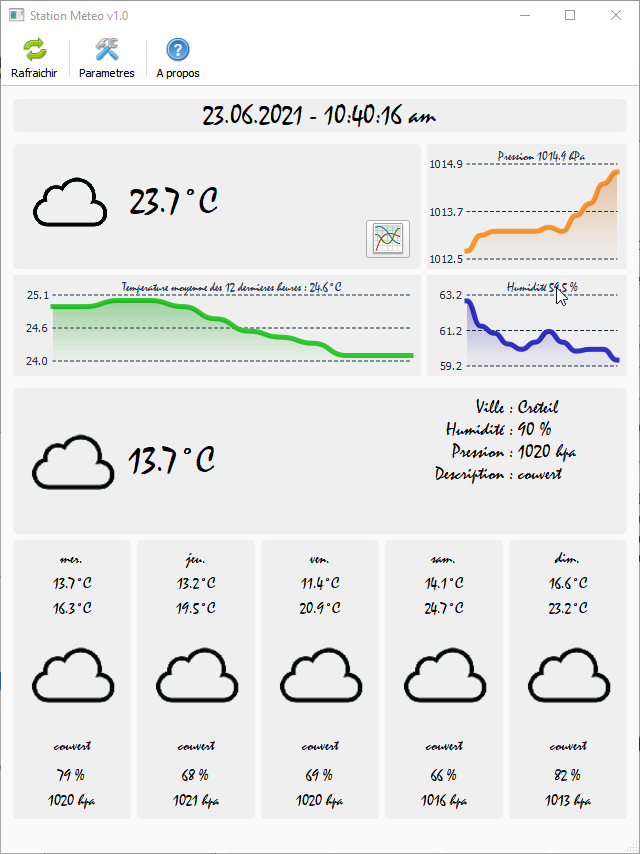 Station Meteo v1.0
Rafraichir Parametres A propos
23.06.2021 - 10:40:16 am
23.7°C
Pression 1014.9 hPa
1014.9
1013.7
1012.5
Temperature moyenne des 12 dernieres heures : 24.6°C
25.1
24.6
24.0
Humidité 59.5 %
63.2
61.2
59.2
13.7°C
Ville : Créteil
Humidité : 90 %
Pression : 1020 hpa
Description : couvert
mer. jeu. ven. sam. dim.
13.7°C 13.2°C 11.4°C 14.1°C 16.6°C
16.3°C 19.5°C 20.9°C 24.7°C 23.2°C
couvert couvert couvert couvert couvert
79 % 68 % 69 % 66 % 82 %
1020 hpa 1021 hpa 1020 hpa 1016 hpa 1013 hpa